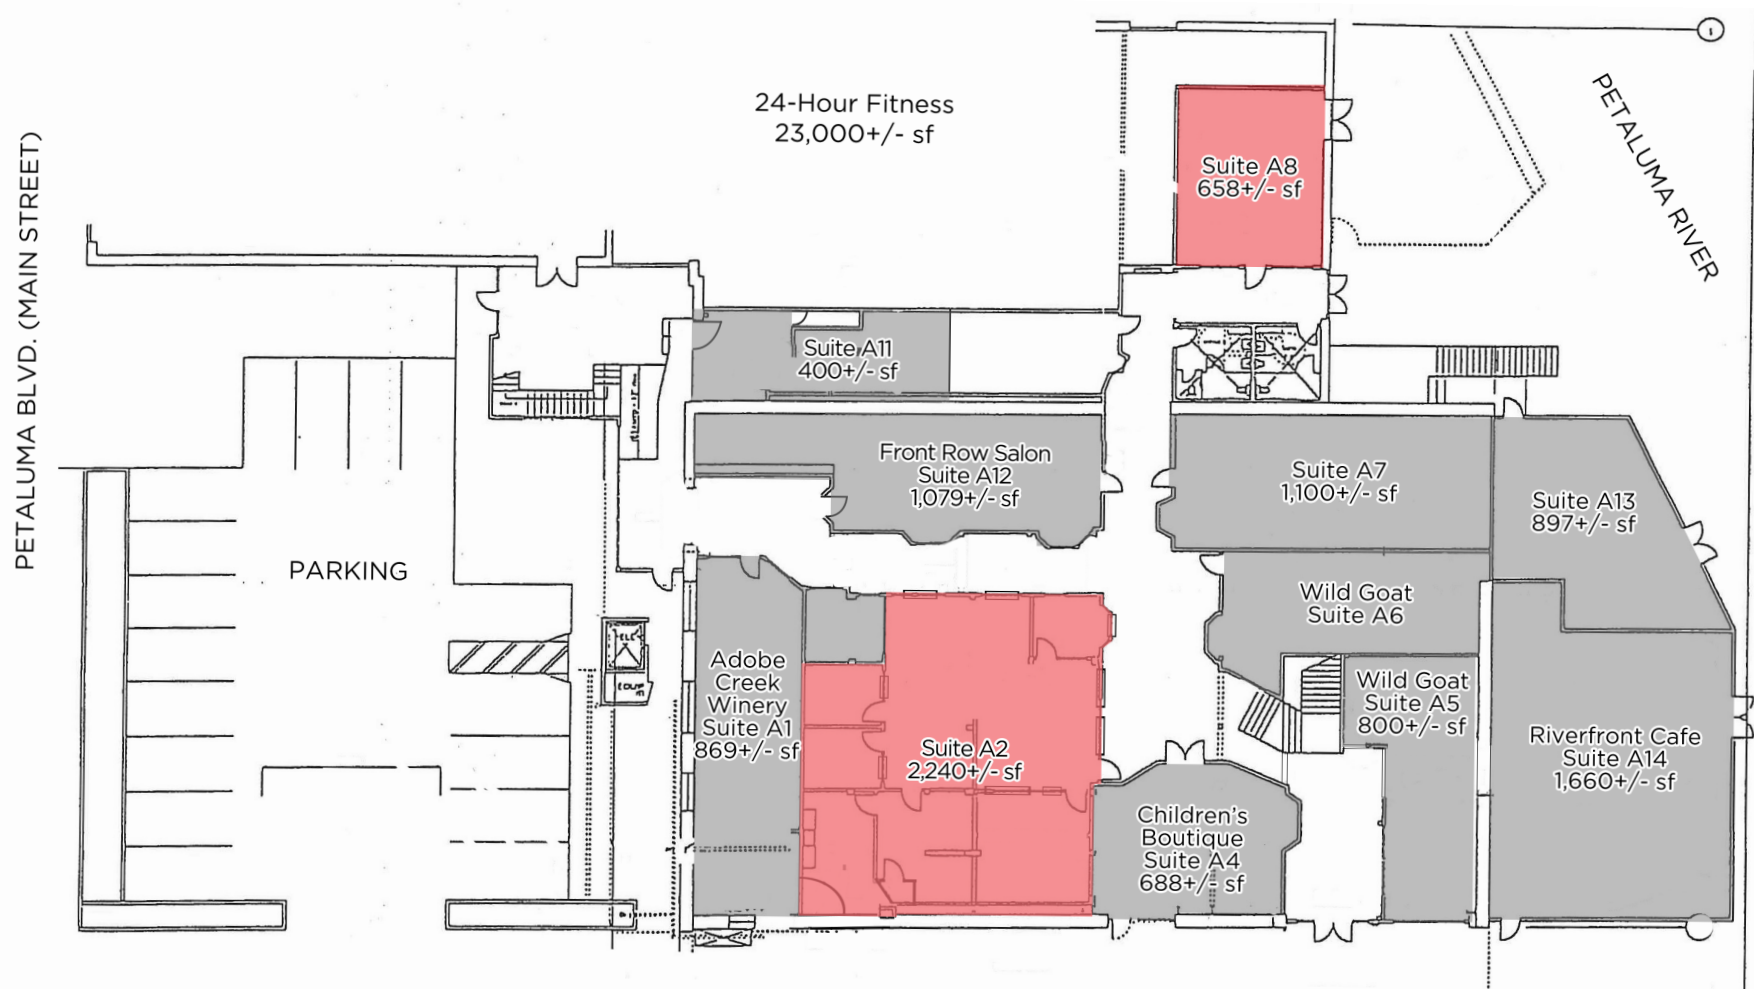 PETALUMA BLVD. (MAIN STREET)
24-Hour Fitness
23,000+/- sf
1
PETALUMA RIVER
Suite A8
658+/- sf
Suite A11
400+/- sf
Front Row Salon
Suite A12
1,079+/- sf
Suite A7
1,100+/- sf
Suite A13
897+/- sf
PARKING
Wild Goat
Suite A6
ELE
Adobe
Creek
Winery
Suite A1
869+/- sf
Suite A2
2,240+/- sf
Wild Goat
Suite A5
800+/- sf
Riverfront Cafe
Suite A14
1,660+/- sf
Children's
Boutique
Suite A4
688+/- sf